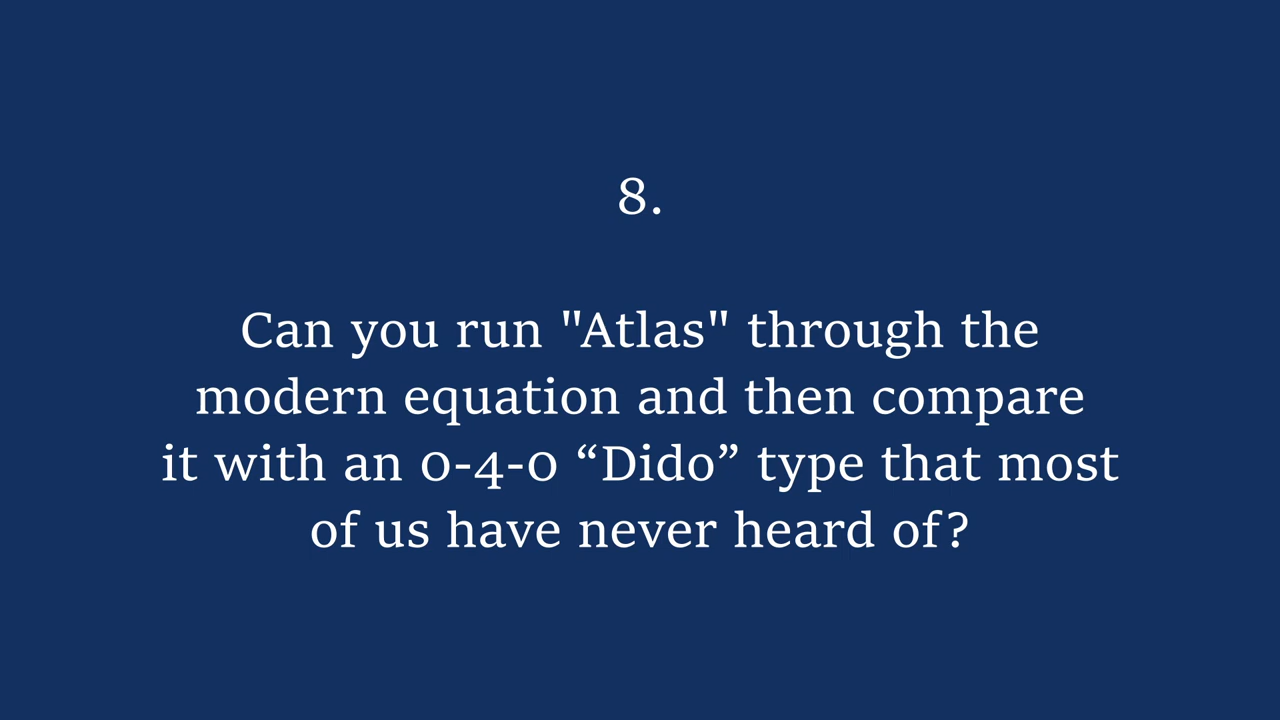 8.
Can you run "Atlas" through the
modern equation and then compare
it with an 0-4-0 “Dido” type that most
of us have never heard of?